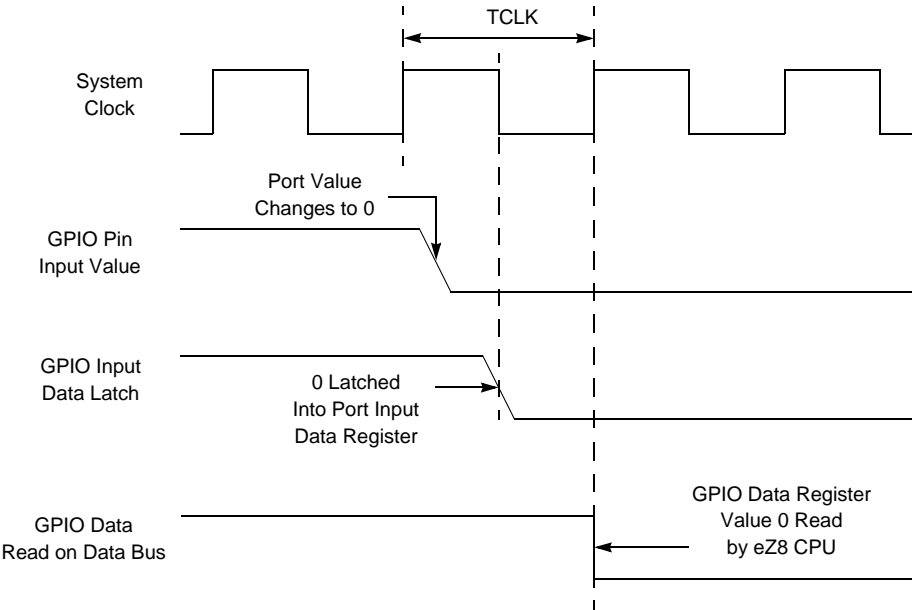 TCLK
System
Clock
Port Value
Changes to 0
GPIO Pin
Input Value
GPIO Input
Data Latch
0 Latched
Into Port Input
Data Register
GPIO Data Register
Value 0 Read
by eZ8 CPU
GPIO Data
Read on Data Bus